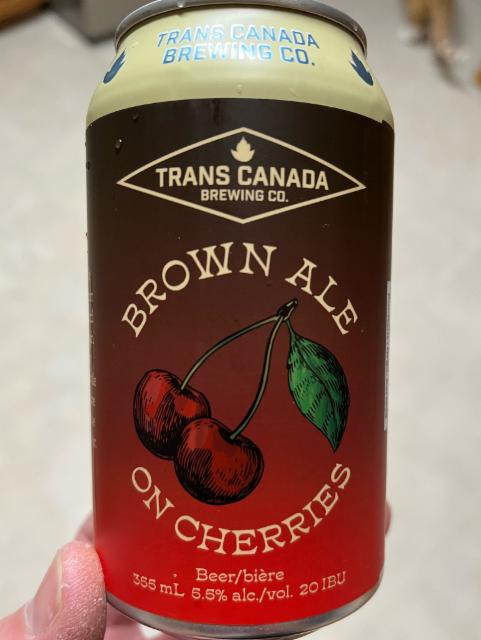 TRANS CANADA
BREWING CO.
TRANS CANADA
BREWING CO.
BROWN ALE
ON CHERRIES
Beer/bière
355 mL 5.5% alc./vol. 20 IBU